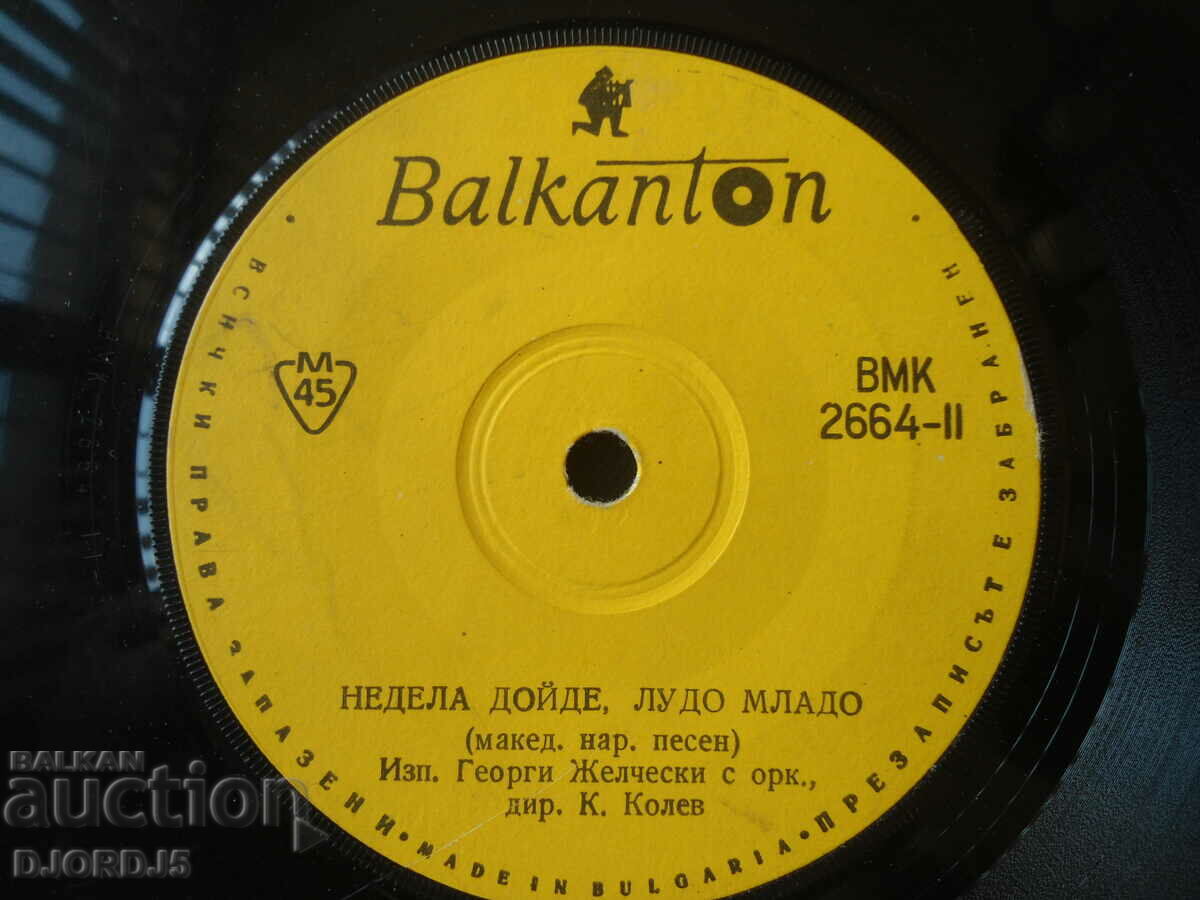 Balkanton
M
45
ВМК
2664-II
НЕДЕЛА ДОЙДЕ, ЛУДО МЛАДО
(макед. нар. песен)
Изп. Георги Желчески с орк.,
дир. К. Колев
ВСИЧКИ ПРАВА ЗАПАЗЕНИ • MADE IN BULGARIA • ПРЕЗАПИСЪТ Е ЗАБРАНЕН
BALKAN
auction
DJORDJ5